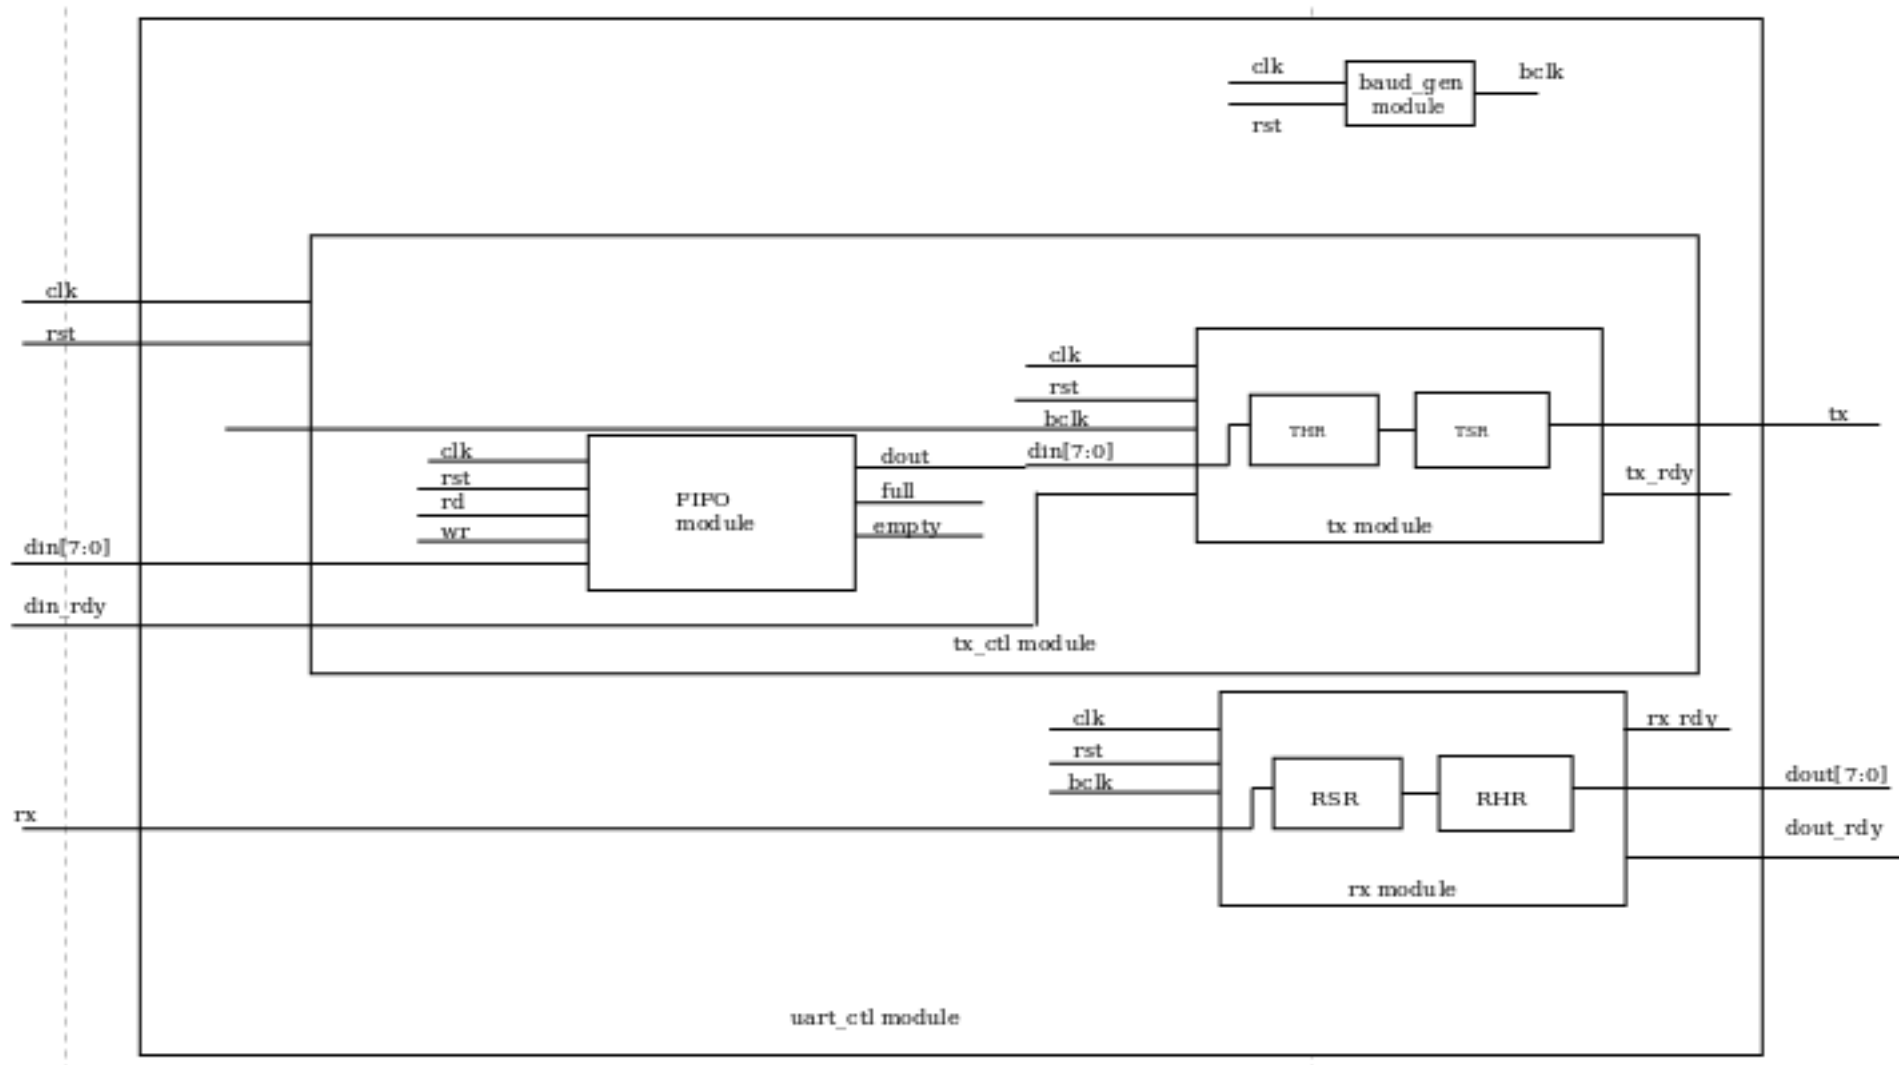 clk
bclk
baud_gen
module
rst
clk
rst
clk
rst
bclk
tx
THR
TSR
clk
dout
din[7:0]
rst
full
tx_rdy
rd
FIFO
module
wr
empty
tx module
din[7:0]
din_rdy
tx_ctl module
clk
rx_rdy
rst
bclk
dout[7:0]
RSR
RHR
rx
dout_rdy
rx module
uart_ctl module